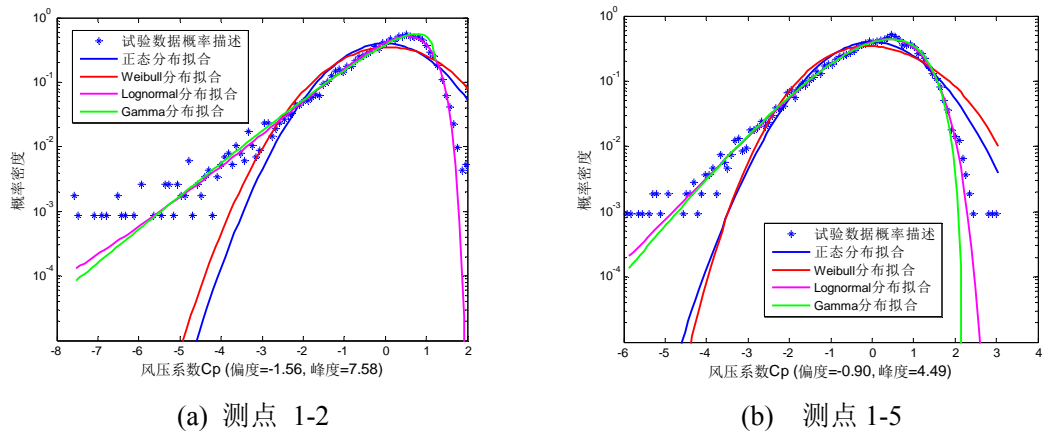 10^0
10^-1
10^-2
10^-3
10^-4
概率密度
试验数据概率描述
正态分布拟合
Weibull分布拟合
Lognormal分布拟合
Gamma分布拟合
-8 -7 -6 -5 -4 -3 -2 -1 0 1 2
风压系数Cp (偏度=-1.56, 峰度=7.58)
(a) 测点 1-2
10^0
10^-1
10^-2
10^-3
10^-4
概率密度
试验数据概率描述
正态分布拟合
Weibull分布拟合
Lognormal分布拟合
Gamma分布拟合
-6 -5 -4 -3 -2 -1 0 1 2 3 4
风压系数Cp (偏度=-0.90, 峰度=4.49)
(b) 测点1-5